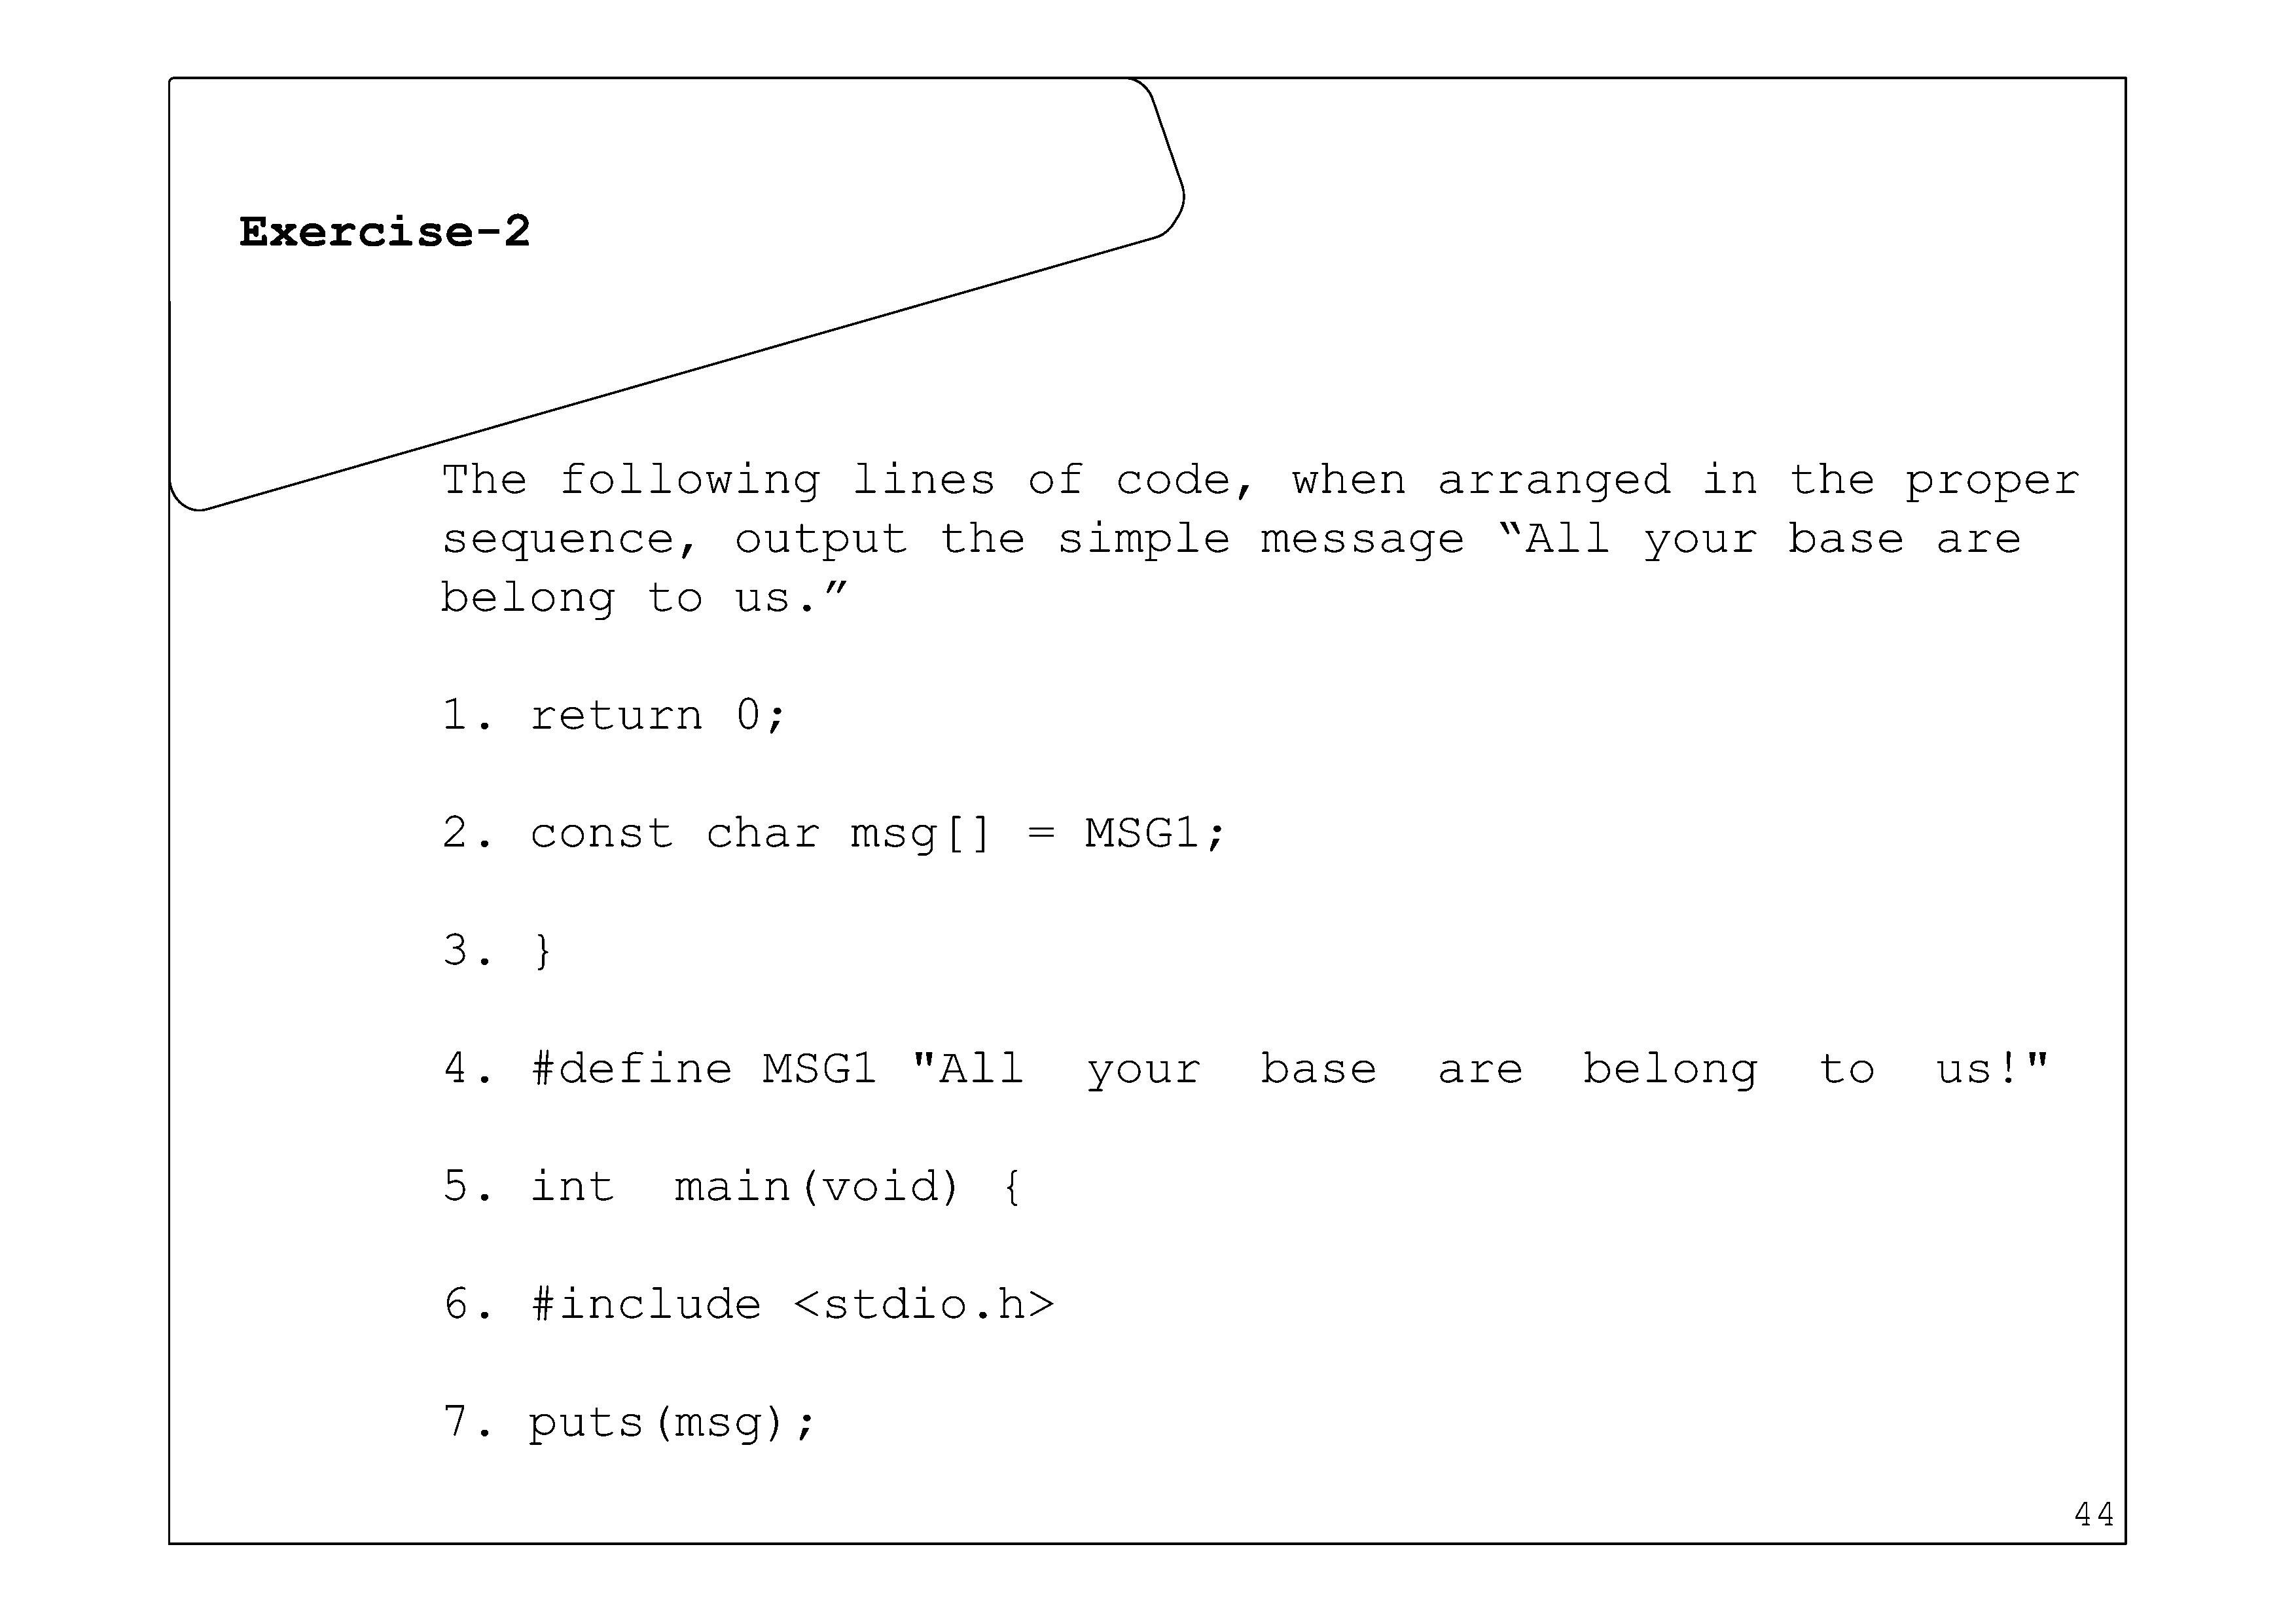 Exercise-2
The following lines of code, when arranged in the proper
sequence, output the simple message “All your base are
belong to us.”
1. return 0;
2. const char msg[] = MSG1;
3. }
4. #define MSG1 "All  your  base  are  belong  to  us!"
5. int  main(void) {
6. #include <stdio.h>
7. puts(msg);
44